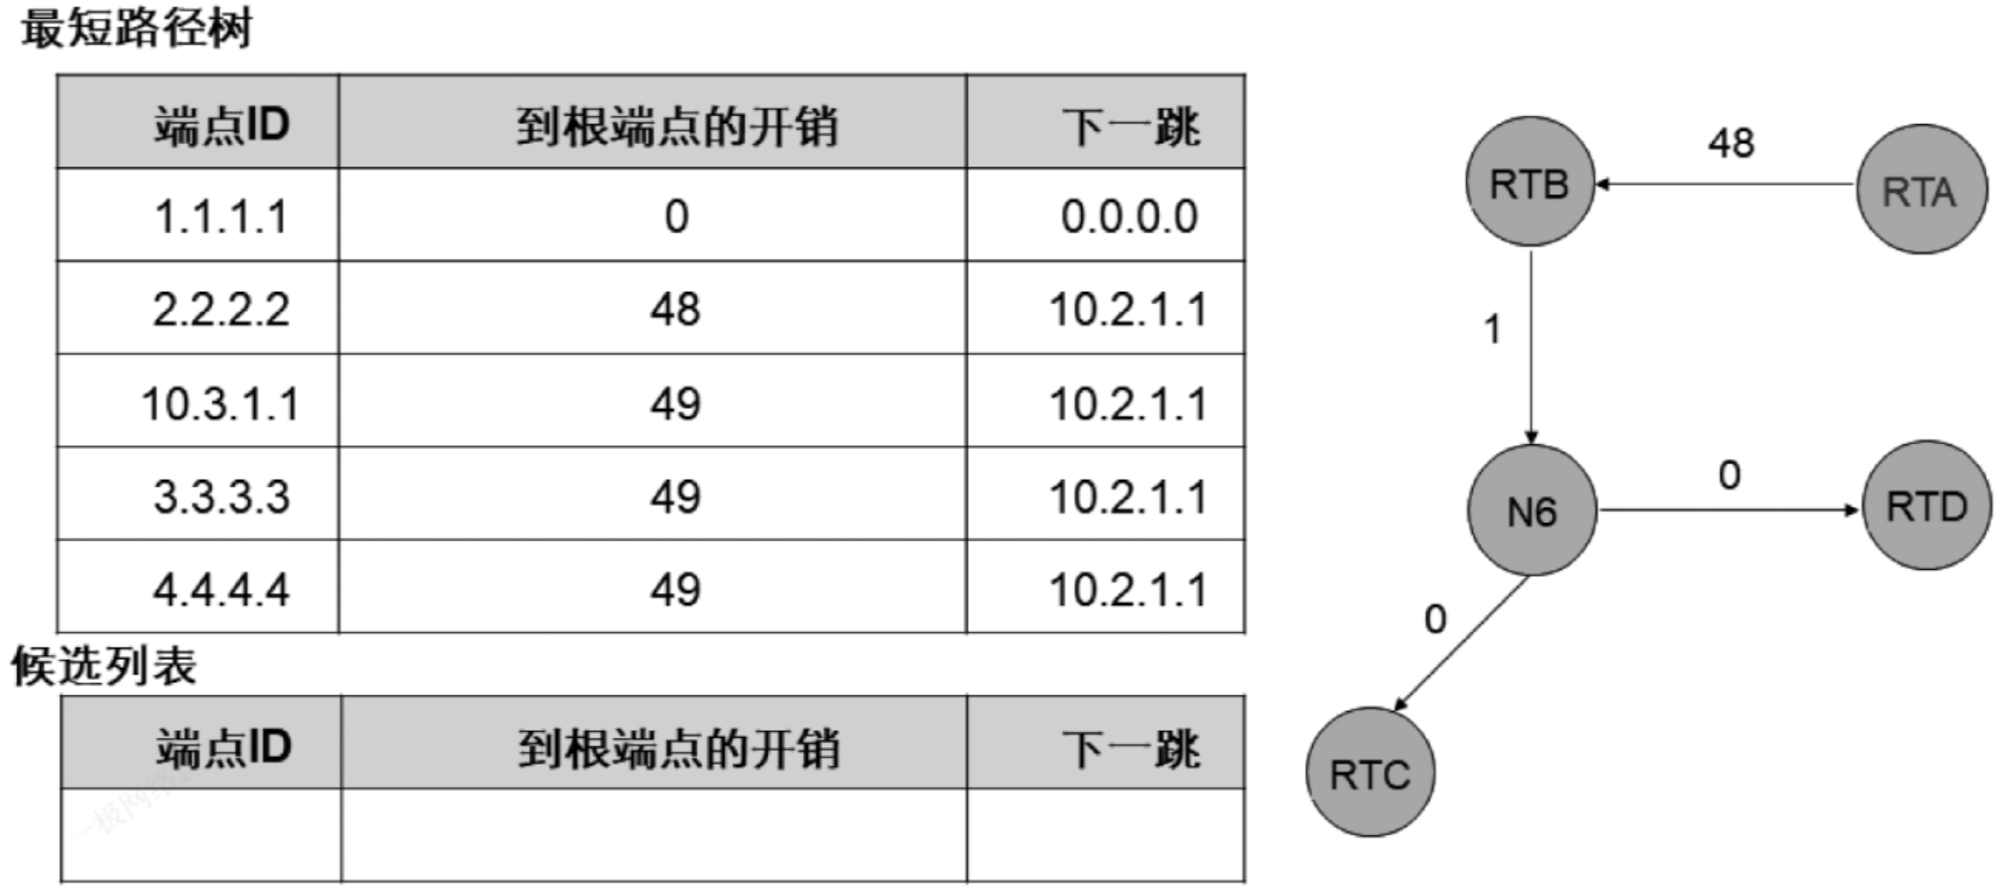 最短路径树
端点ID 到根端点的开销 下一跳
1.1.1.1 0 0.0.0.0
2.2.2.2 48 10.2.1.1
10.3.1.1 49 10.2.1.1
3.3.3.3 49 10.2.1.1
4.4.4.4 49 10.2.1.1
候选列表
端点ID 到根端点的开销 下一跳
RTB
48
RTA
1
N6
0
RTD
0
RTC